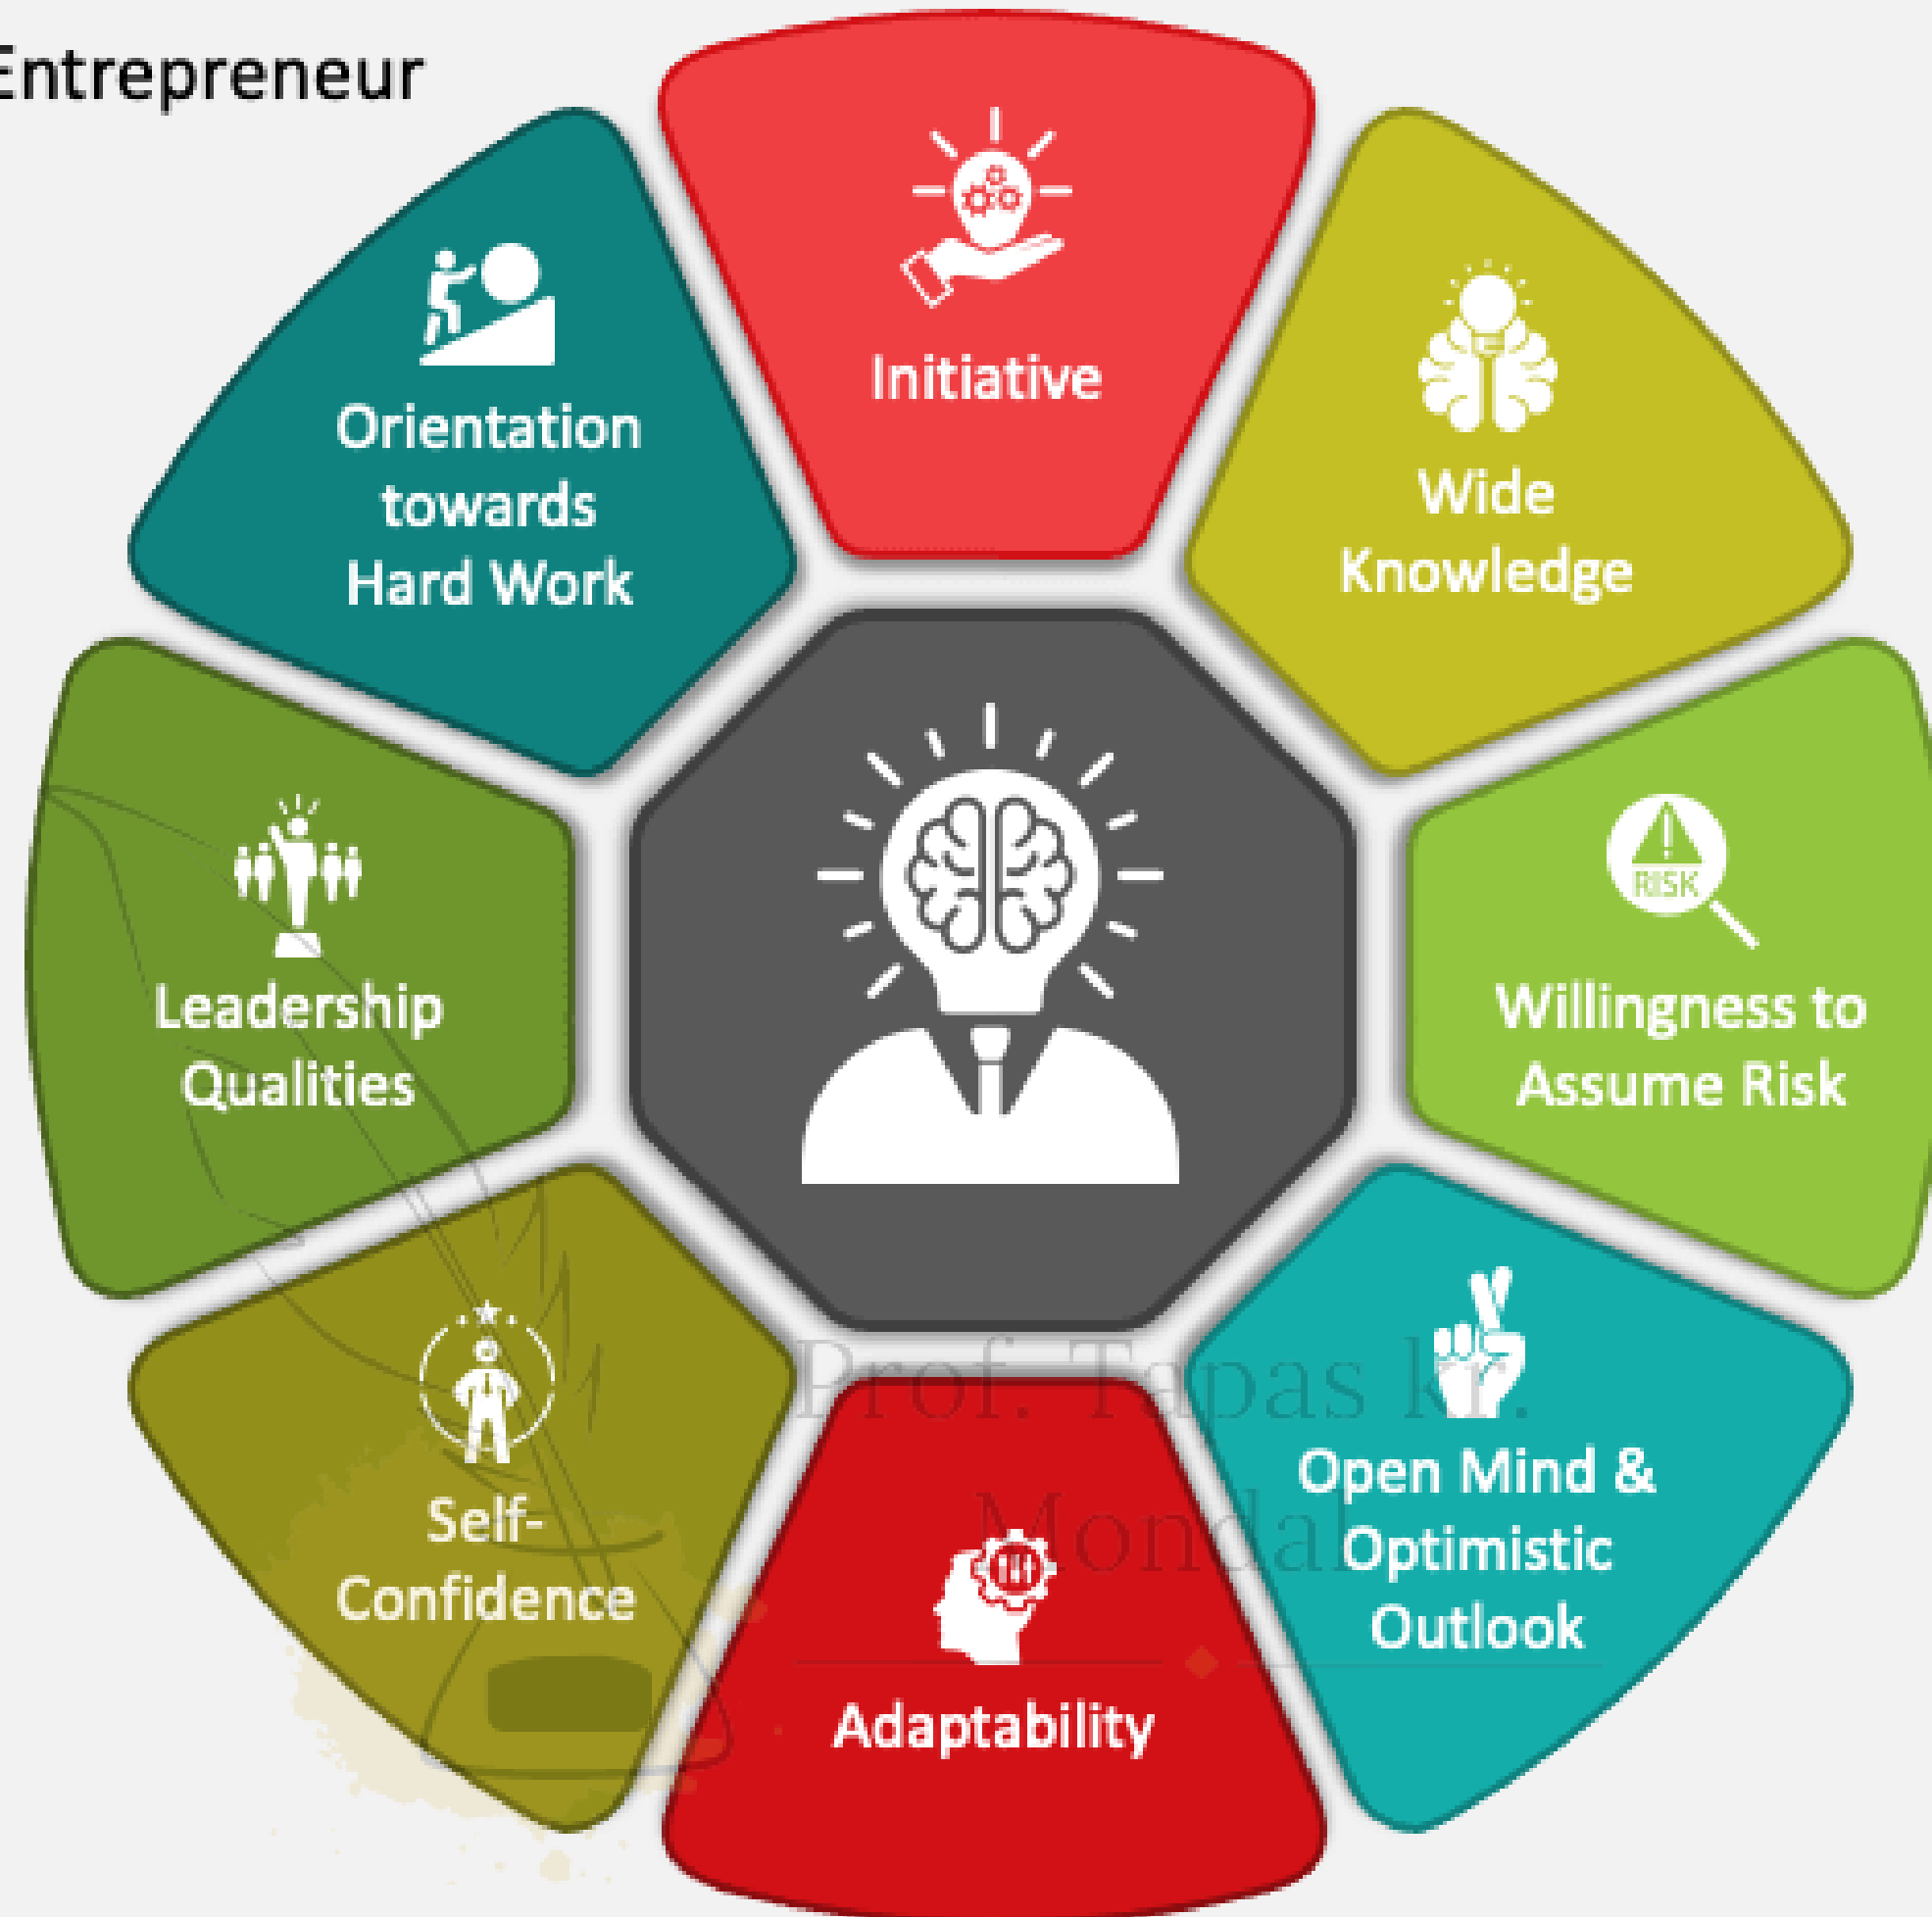 Entrepreneur
Initiative
Wide
Knowledge
Willingness to
Assume Risk
RISK
Open Mind &
Optimistic
Outlook
Adaptability
Self-
Confidence
Leadership
Qualities
Orientation
towards
Hard Work
Prof. Tapas kr.
Mondal